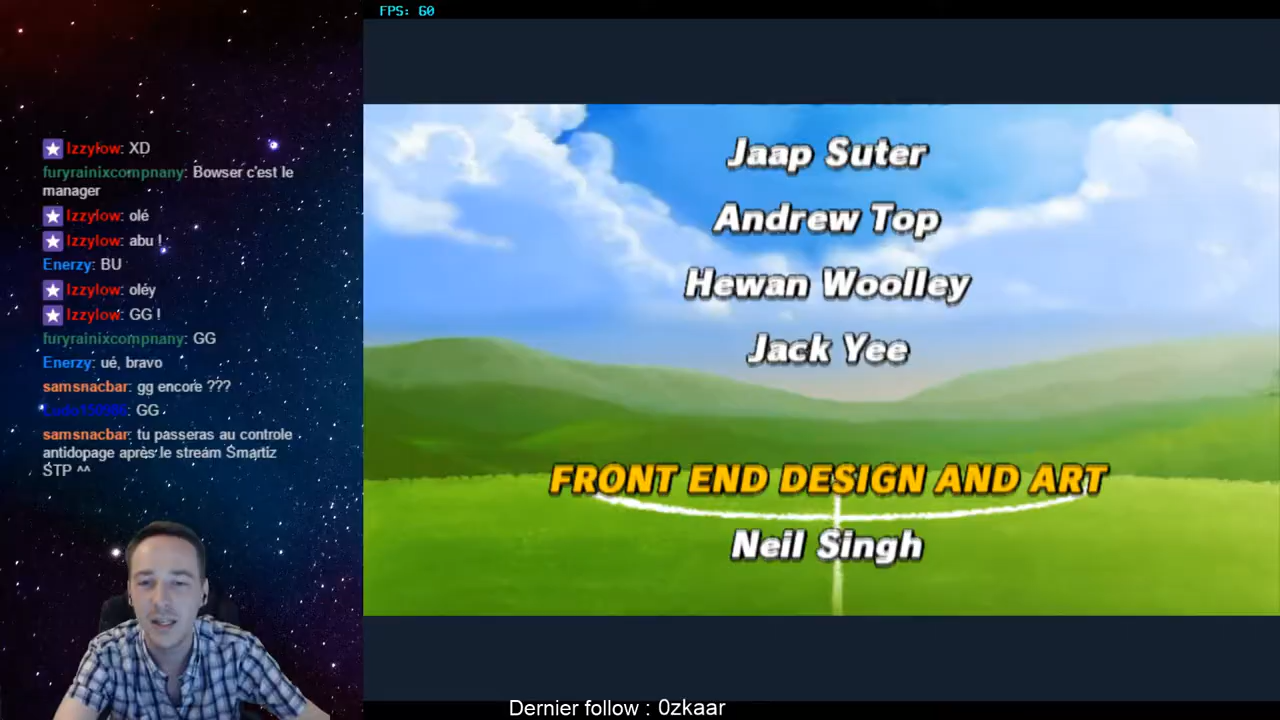 FPS: 60
Izzylow: XD
furyrainixcompnany: Bowser c'est le
manager
Izzylow: olé
Izzylow: abu !
Enerzy: BU
Izzylow: oléy
Izzylow: GG !
furyrainixcompnany: GG
Enerzy: ué, bravo
samsnacbar: gg encore ???
: GG
samsnacbar: tu passeras au controle
antidopage après le stream Smartiz
STP ^^
Jaap Suter
Andrew Top
Hewan Woolley
Jack Yee
FRONT END DESIGN AND ART
Neil Singh
Dernier follow : 0zkaar